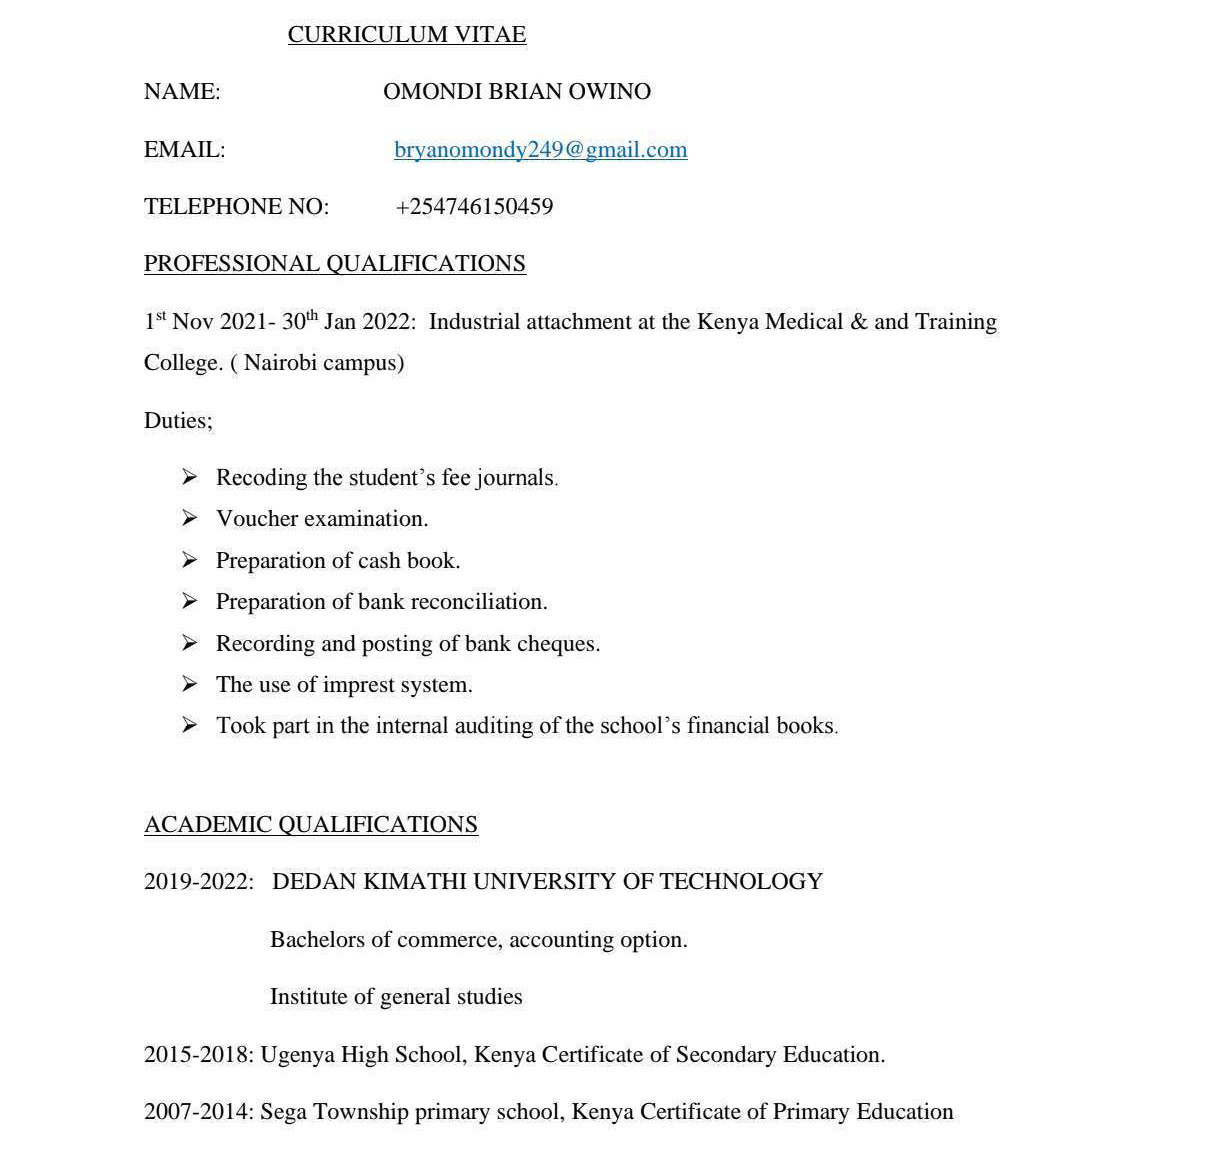 CURRICULUM VITAE
NAME: OMONDI BRIAN OWINO
EMAIL: bryanomondy249@gmail.com
TELEPHONE NO: +254746150459
PROFESSIONAL QUALIFICATIONS
1st Nov 2021- 30th Jan 2022: Industrial attachment at the Kenya Medical & and Training
College. ( Nairobi campus)
Duties;
➢ Recoding the student’s fee journals.
➢ Voucher examination.
➢ Preparation of cash book.
➢ Preparation of bank reconciliation.
➢ Recording and posting of bank cheques.
➢ The use of imprest system.
➢ Took part in the internal auditing of the school’s financial books.
ACADEMIC QUALIFICATIONS
2019-2022: DEDAN KIMATHI UNIVERSITY OF TECHNOLOGY
Bachelors of commerce, accounting option.
Institute of general studies
2015-2018: Ugenya High School, Kenya Certificate of Secondary Education.
2007-2014: Sega Township primary school, Kenya Certificate of Primary Education